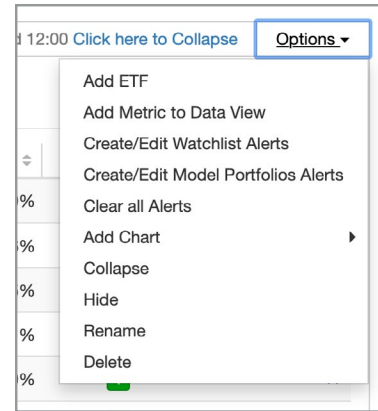 12:00 Click here to Collapse Options
Add ETF
Add Metric to Data View
Create/Edit Watchlist Alerts
Create/Edit Model Portfolios Alerts
%
Clear all Alerts
%
Add Chart
Collapse
%
Hide
%
Rename
Delete
%